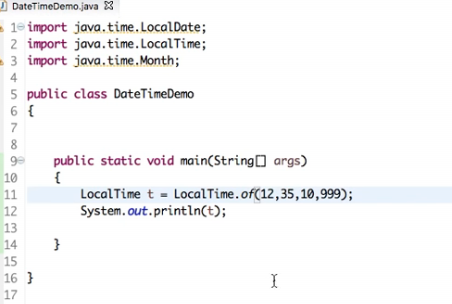 DateTimeDemo.java
1 import java.time.LocalDate;
2 import java.time.LocalTime;
3 import java.time.Month;
4
5 public class DateTimeDemo
6 {
7
8
9 public static void main(String[] args)
10 {
11 LocalTime t = LocalTime.of(12,35,10,999);
12 System.out.println(t);
13
14 }
15
16 }
17